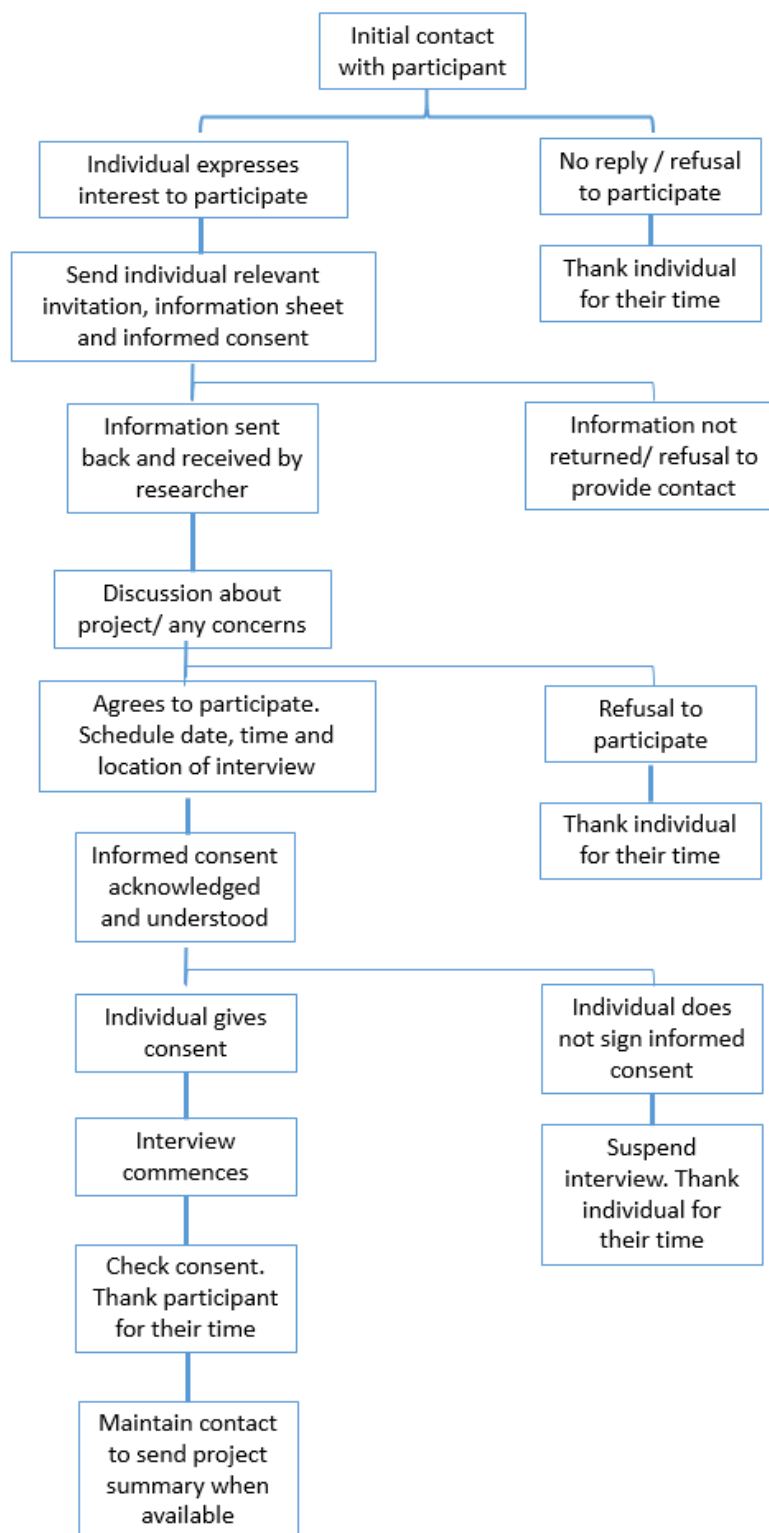 Initial contact
with participant
Individual expresses
interest to participate
No reply / refusal
to participate
Send individual relevant
invitation, information sheet
and informed consent
Thank individual
for their time
Information sent
back and received by
researcher
Information not
returned/ refusal to
provide contact
Discussion about
project/ any concerns
Agrees to participate.
Schedule date, time and
location of interview
Refusal to
participate
Thank individual
for their time
Informed consent
acknowledged
and understood
Individual gives
consent
Individual does
not sign informed
consent
Interview
commences
Suspend
interview. Thank
individual for
their time
Check consent.
Thank participant
for their time
Maintain contact
to send project
summary when
available